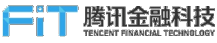 FiT 腾讯金融科技
TENCENT FINANCIAL TECHNOLOGY